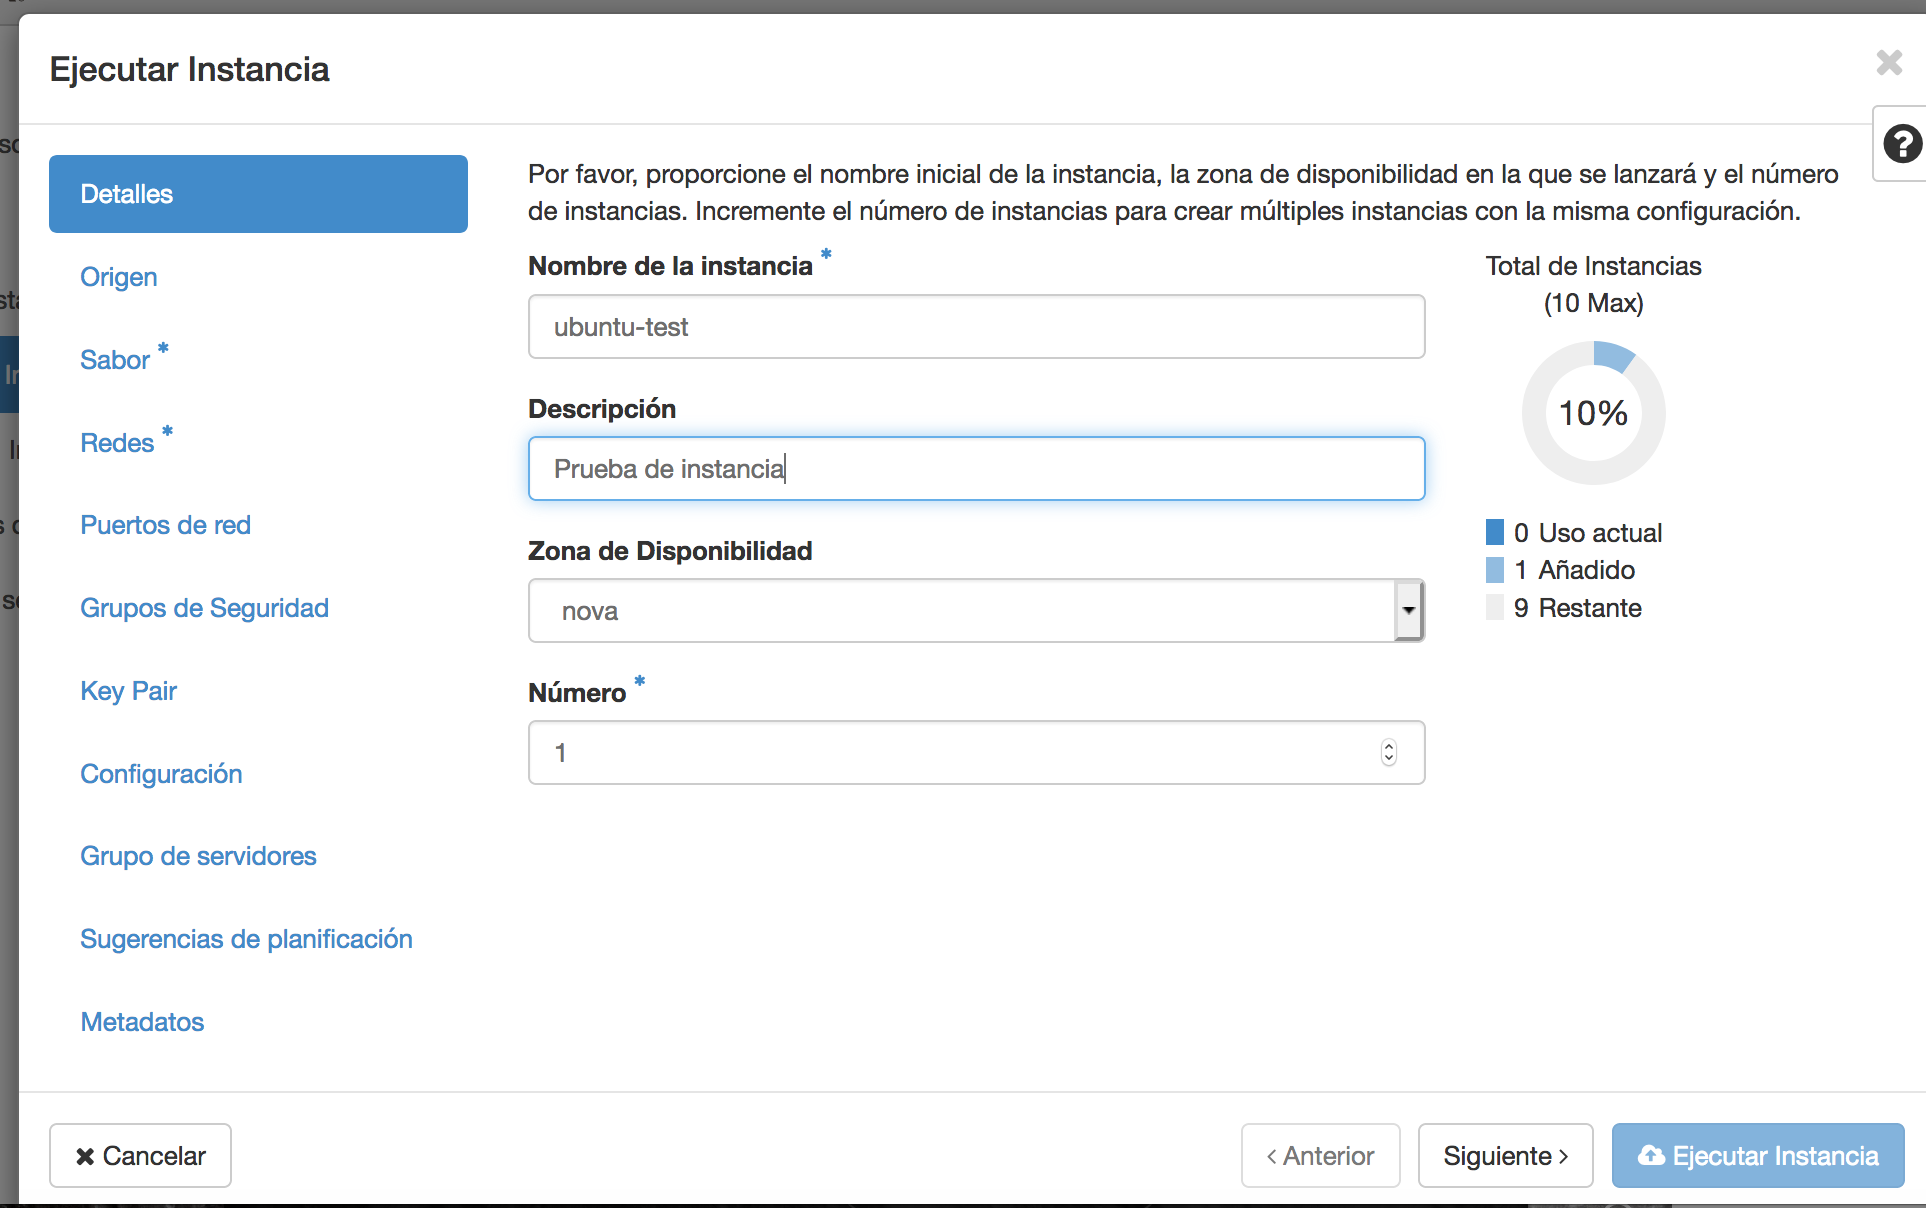 Ejecutar Instancia
Detalles
Origen
Sabor *
Redes *
Puertos de red
Grupos de Seguridad
Key Pair
Configuración
Grupo de servidores
Sugerencias de planificación
Metadatos
Por favor, proporcione el nombre inicial de la instancia, la zona de disponibilidad en la que se lanzará y el número
de instancias. Incremente el número de instancias para crear múltiples instancias con la misma configuración.
Nombre de la instancia *
ubuntu-test
Descripción
Prueba de instancia
Zona de Disponibilidad
nova
Número *
1
Total de Instancias
(10 Max)
10%
0 Uso actual
1 Añadido
9 Restante
Cancelar
‹ Anterior
Siguiente ›
Ejecutar Instancia